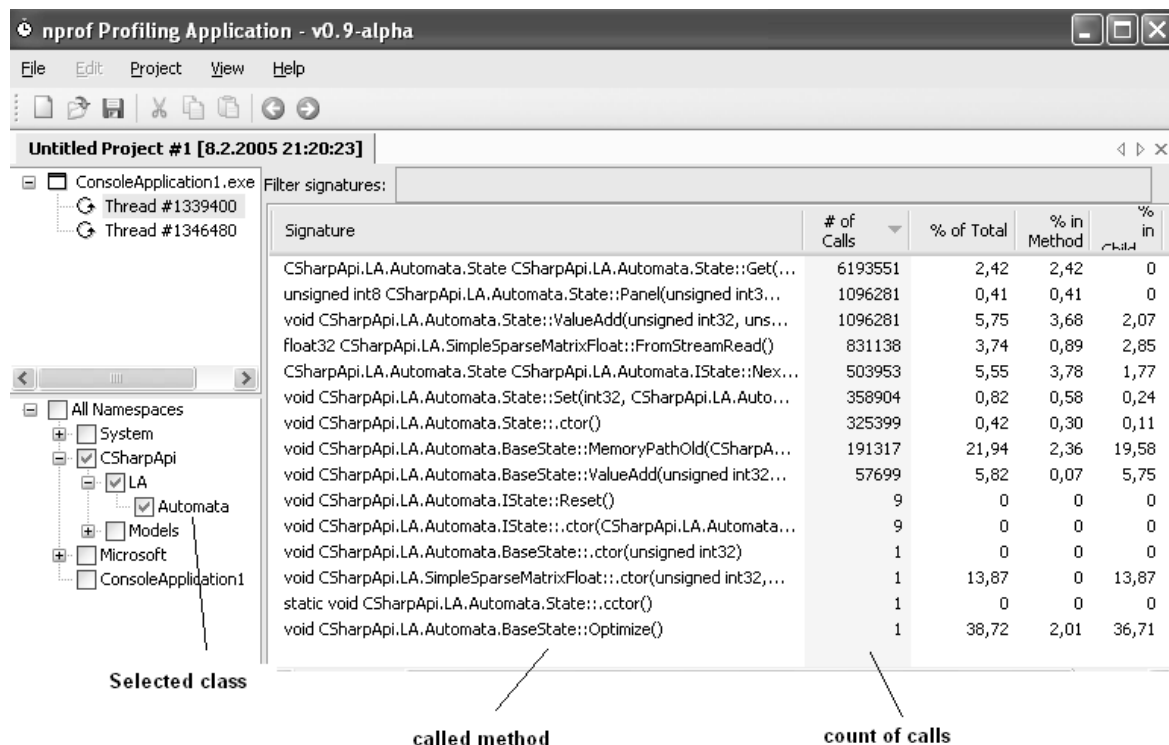 nprof Profiling Application - v0.9-alpha
File Edit Project View Help
Untitled Project #1 [8.2.2005 21:20:23]
ConsoleApplication1.exe
Thread #1339400
Thread #1346480
Filter signatures:
Signature # of Calls % of Total % in Method % in Child
CSharpApi.LA.Automata.State CSharpApi.LA.Automata.State::Get(... 6193551 2,42 2,42 0
unsigned int8 CSharpApi.LA.Automata.State::Panel(unsigned int3... 1096281 0,41 0,41 0
void CSharpApi.LA.Automata.State::ValueAdd(unsigned int32, uns... 1096281 5,75 3,68 2,07
float32 CSharpApi.LA.SimpleSparseMatrixFloat::FromStreamRead() 831138 3,74 0,89 2,85
CSharpApi.LA.Automata.State CSharpApi.LA.Automata.IState::Nex... 503953 5,55 3,78 1,77
void CSharpApi.LA.Automata.State::Set(int32, CSharpApi.LA.Auto... 358904 0,82 0,58 0,24
void CSharpApi.LA.Automata.State::.ctor() 325399 0,42 0,30 0,11
void CSharpApi.LA.Automata.BaseState::MemoryPathOld(CSharpA... 191317 21,94 2,36 19,58
void CSharpApi.LA.Automata.BaseState::ValueAdd(unsigned int32... 57699 5,82 0,07 5,75
void CSharpApi.LA.Automata.IState::Reset() 9 0 0 0
void CSharpApi.LA.Automata.IState::.ctor(CSharpApi.LA.Automata... 9 0 0 0
void CSharpApi.LA.Automata.BaseState::.ctor(unsigned int32) 1 0 0 0
void CSharpApi.LA.SimpleSparseMatrixFloat::.ctor(unsigned int32,... 1 13,87 0 13,87
static void CSharpApi.LA.Automata.State::.cctor() 1 0 0 0
void CSharpApi.LA.Automata.BaseState::Optimize() 1 38,72 2,01 36,71
All Namespaces
System
CSharpApi
LA
Automata
Models
Microsoft
ConsoleApplication1
Selected class
called method
count of calls